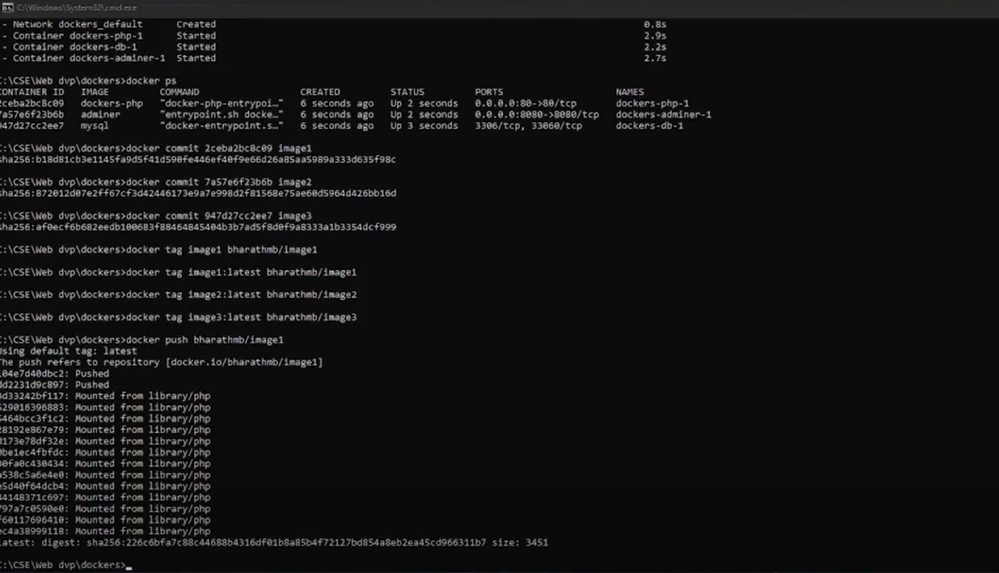 C:\Windows\System32\cmd.exe
- Network dockers_default Created 0.8s
- Container dockers-php-1 Started 2.9s
- Container dockers-db-1 Started 2.2s
- Container dockers-adminer-1 Started 2.7s
C:\CSE\Web dvp\dockers>docker ps
CONTAINER ID IMAGE COMMAND CREATED STATUS PORTS NAMES
2ceba2bc8c09 dockers-php "docker-php-entrypoi…" 6 seconds ago Up 2 seconds 0.0.0.0:80->80/tcp dockers-php-1
7a57e6f23b6b adminer "entrypoint.sh docke…" 6 seconds ago Up 2 seconds 0.0.0.0:8080->8080/tcp dockers-adminer-1
947d27cc2ee7 mysql "docker-entrypoint.s…" 6 seconds ago Up 3 seconds 3306/tcp, 33060/tcp dockers-db-1
C:\CSE\Web dvp\dockers>docker commit 2ceba2bc8c09 image1
sha256:b18d81cb3e1145fa9d5f41d590fe446ef40f9e66d26a85aa5989a333d635f98c
C:\CSE\Web dvp\dockers>docker commit 7a57e6f23b6b image2
sha256:872012d07e2ff67cf3d42446173e9a7e998d2f81568e75ae60d5964d426bb16d
C:\CSE\Web dvp\dockers>docker commit 947d27cc2ee7 image3
sha256:af0ecf6b682eedb100683f88464845404b3b7ad5f8d0f9a8333a1b3354dcf999
C:\CSE\Web dvp\dockers>docker tag image1 bharathmb/image1
C:\CSE\Web dvp\dockers>docker tag image1:latest bharathmb/image1
C:\CSE\Web dvp\dockers>docker tag image2:latest bharathmb/image2
C:\CSE\Web dvp\dockers>docker tag image3:latest bharathmb/image3
C:\CSE\Web dvp\dockers>docker push bharathmb/image1
Using default tag: latest
The push refers to repository [docker.io/bharathmb/image1]
104e7d40dbc2: Pushed
dd2231d9c897: Pushed
3d33242bf117: Mounted from library/php
529016396883: Mounted from library/php
5464bcc3f1c2: Mounted from library/php
28192e867e79: Mounted from library/php
d173e78df32e: Mounted from library/php
0be1ec4fbfdc: Mounted from library/php
30fa0c430434: Mounted from library/php
a538c5a6e4e0: Mounted from library/php
e5d40f64dcb4: Mounted from library/php
44148371c697: Mounted from library/php
797a7c0590e0: Mounted from library/php
f60117696410: Mounted from library/php
ec4a38999118: Mounted from library/php
latest: digest: sha256:226c6bfa7c88c44688b4316df01b8a85b4f72127bd854a8eb2ea45cd966311b7 size: 3451
C:\CSE\Web dvp\dockers>